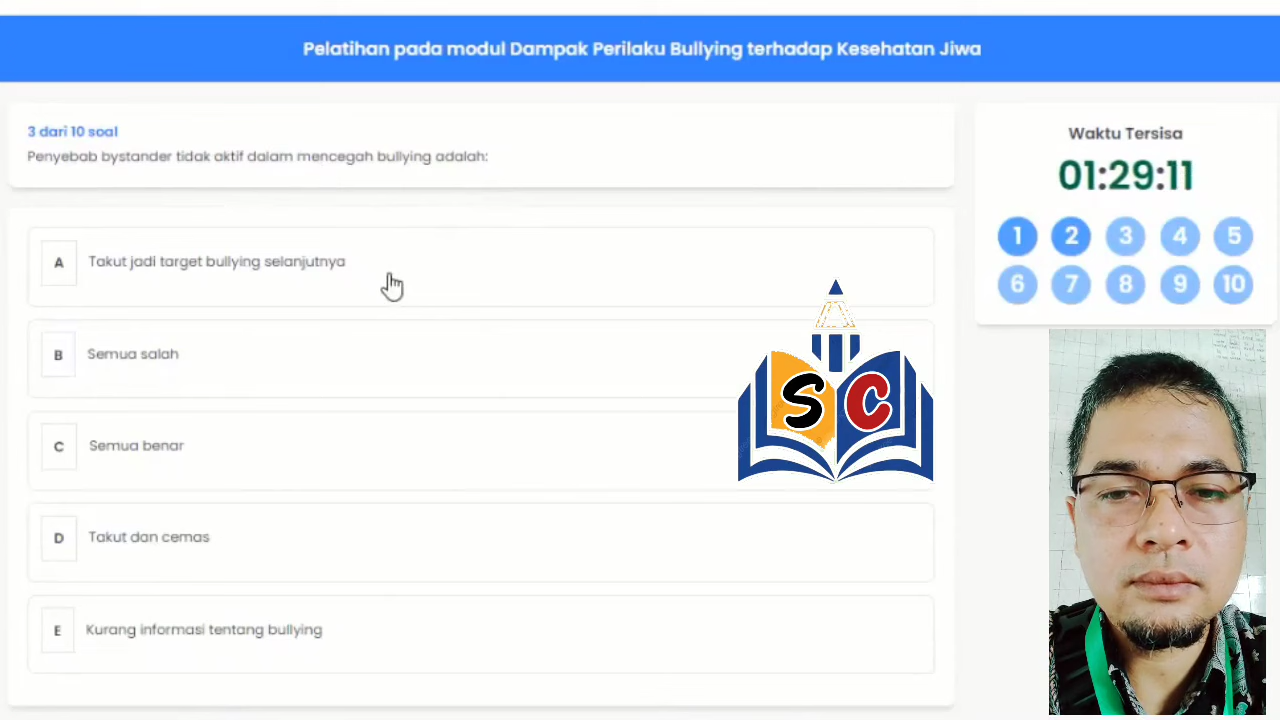 Pelatihan pada modul Dampak Perilaku Bullying terhadap Kesehatan Jiwa
3 dari 10 soal
Penyebab bystander tidak aktif dalam mencegah bullying adalah:
A Takut jadi target bullying selanjutnya
B Semua salah
C Semua benar
D Takut dan cemas
E Kurang informasi tentang bullying
Waktu Tersisa
01:29:11
1 2 3 4 5
6 7 8 9 10
S C